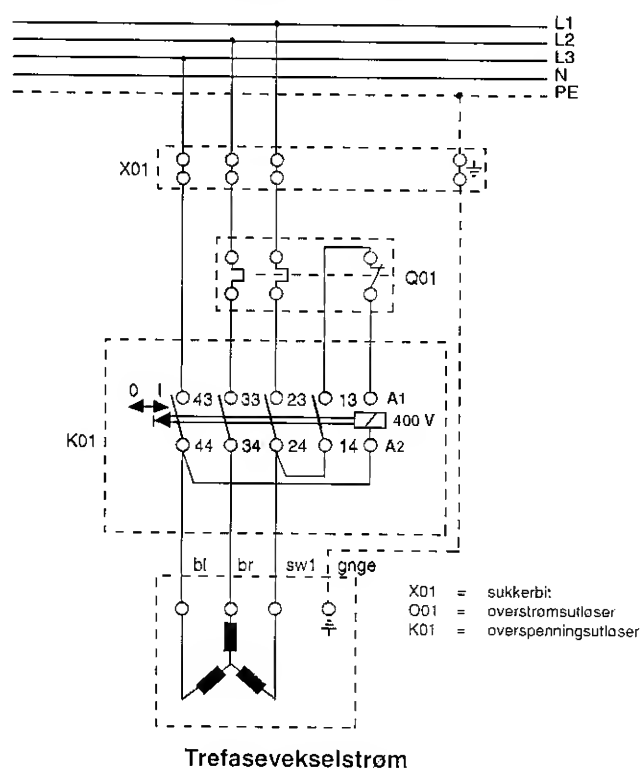 L1
L2
L3
N
PE
X01
Q01
0 I 43 33 23 13 A1
400 V
K01
44 34 24 14 A2
bl br sw1 gnge
X01 = sukkerbit
O01 = overstrømsutløser
K01 = overspenningsutløser
Trefasevekselstrøm